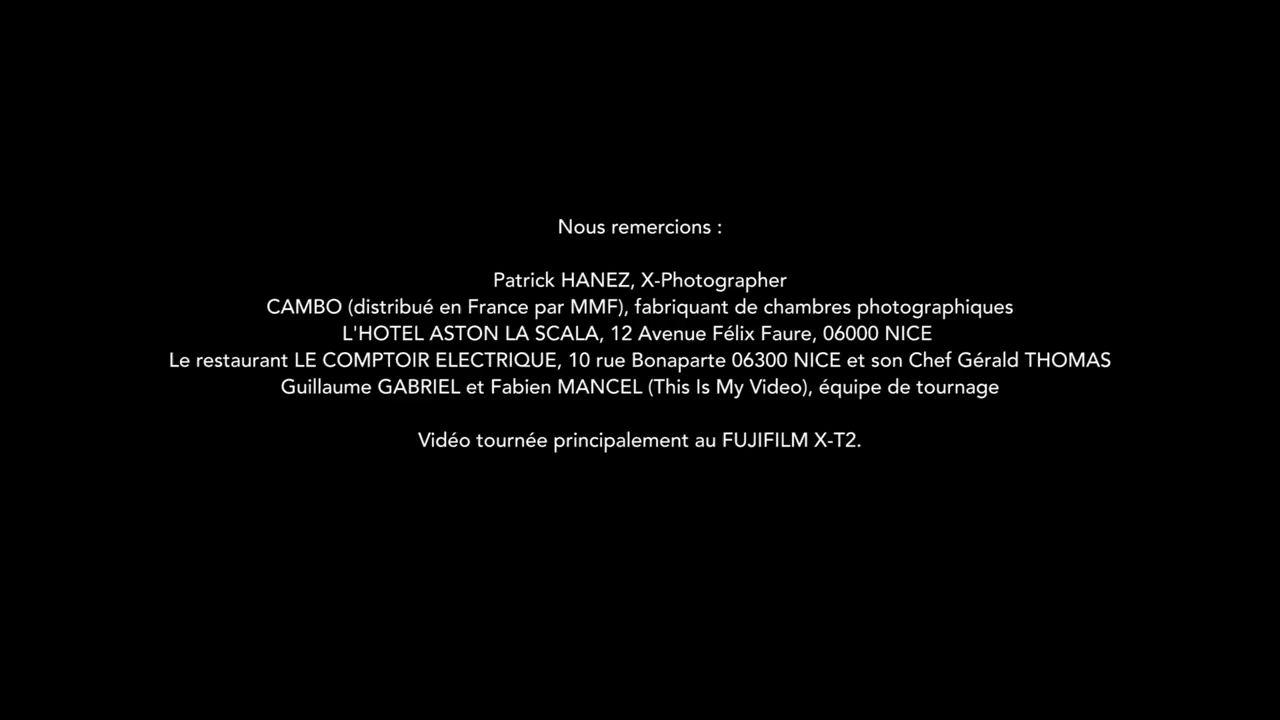 Nous remercions :
Patrick HANEZ, X-Photographer
CAMBO (distribué en France par MMF), fabriquant de chambres photographiques
L'HOTEL ASTON LA SCALA, 12 Avenue Félix Faure, 06000 NICE
Le restaurant LE COMPTOIR ELECTRIQUE, 10 rue Bonaparte 06300 NICE et son Chef Gérald THOMAS
Guillaume GABRIEL et Fabien MANCEL (This Is My Video), équipe de tournage
Vidéo tournée principalement au FUJIFILM X-T2.